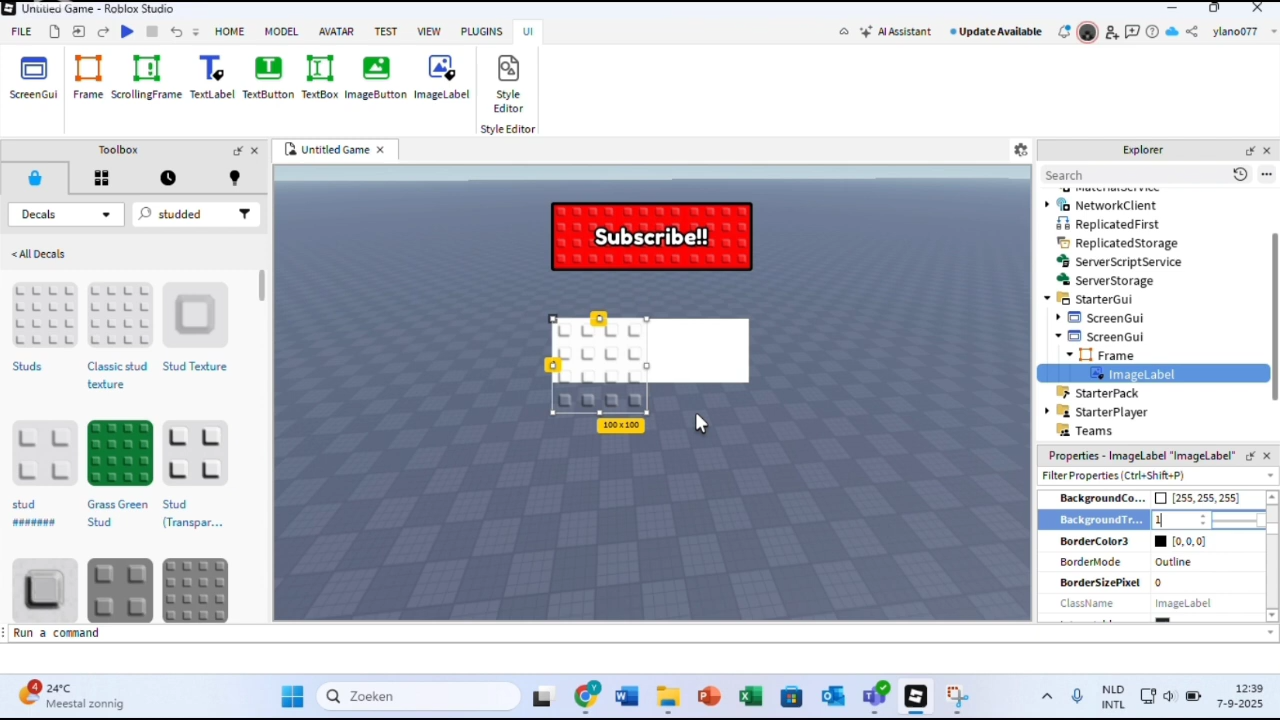 Untitled Game - Roblox Studio
FILE HOME MODEL AVATAR TEST VIEW PLUGINS UI AI Assistant Update Available ylano077
ScreenGui Frame ScrollingFrame TextLabel TextButton TextBox ImageButton ImageLabel Style Editor
Style Editor
Toolbox
Untitled Game
Explorer
Search
Decals studded
< All Decals
MaterialService
NetworkClient
ReplicatedFirst
ReplicatedStorage
ServerScriptService
ServerStorage
StarterGui
ScreenGui
ScreenGui
Frame
ImageLabel
StarterPack
StarterPlayer
Teams
Subscribe!!
100 x 100
Studs
Classic stud texture
Stud Texture
stud #######
Grass Green Stud
Stud (Transpar...
Properties - ImageLabel "ImageLabel"
Filter Properties (Ctrl+Shift+P)
BackgroundCo... [255, 255, 255]
BackgroundTr... 1
BorderColor3 [0, 0, 0]
BorderMode Outline
BorderSizePixel 0
ClassName ImageLabel
Run a command
4
24°C
Meestal zonnig
Zoeken
NLD
INTL
12:39
7-9-2025